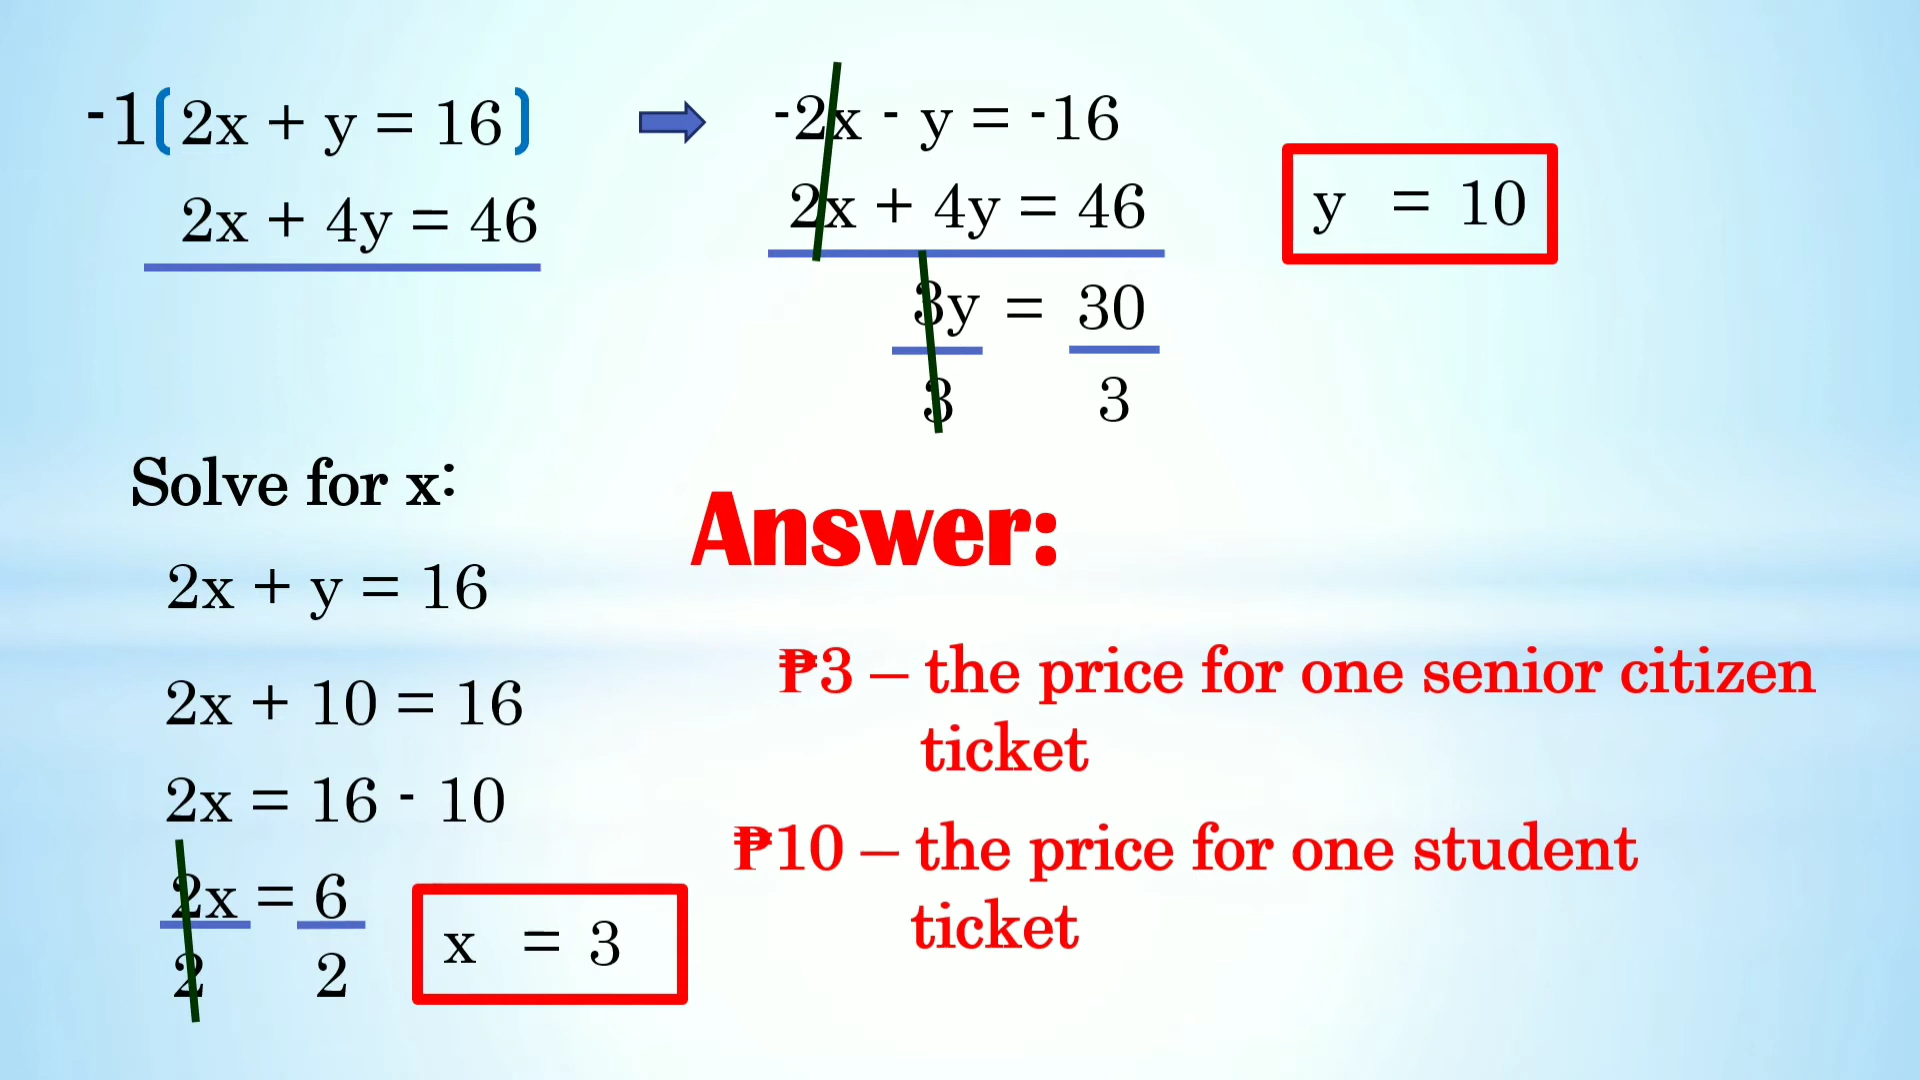 -1(2x + y = 16)
2x + 4y = 46
-2x - y = -16
2x + 4y = 46
3y = 30
3 3
y = 10
Solve for x:
2x + y = 16
2x + 10 = 16
2x = 16 - 10
2x = 6
2 2
x = 3
Answer:
₱3 – the price for one senior citizen
ticket
₱10 – the price for one student
ticket